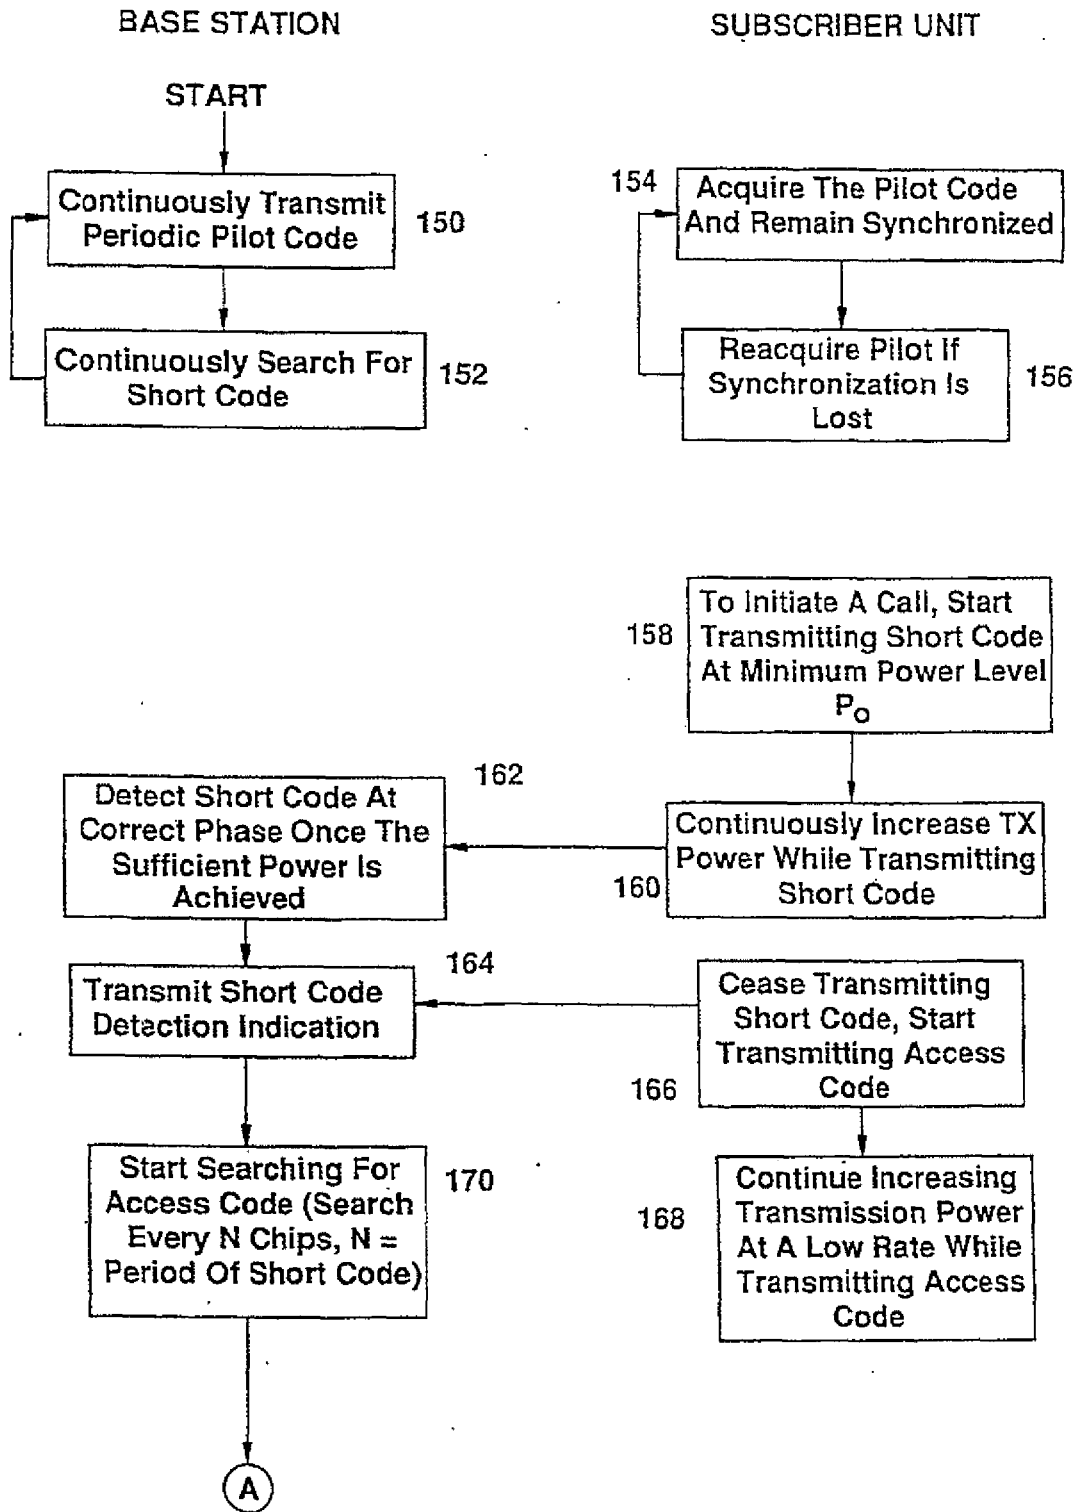 BASE STATION
SUBSCRIBER UNIT
START
Continuously Transmit
Periodic Pilot Code
150
Continuously Search For
Short Code
152
154
Acquire The Pilot Code
And Remain Synchronized
Reacquire Pilot If
Synchronization Is
Lost
156
158
To Initiate A Call, Start
Transmitting Short Code
At Minimum Power Level
Po
162
Detect Short Code At
Correct Phase Once The
Sufficient Power Is
Achieved
Continuously Increase TX
Power While Transmitting
Short Code
160
164
Transmit Short Code
Detection Indication
Cease Transmitting
Short Code, Start
Transmitting Access
Code
166
Start Searching For
Access Code (Search
Every N Chips, N =
Period Of Short Code)
170
168
Continue Increasing
Transmission Power
At A Low Rate While
Transmitting Access
Code
A